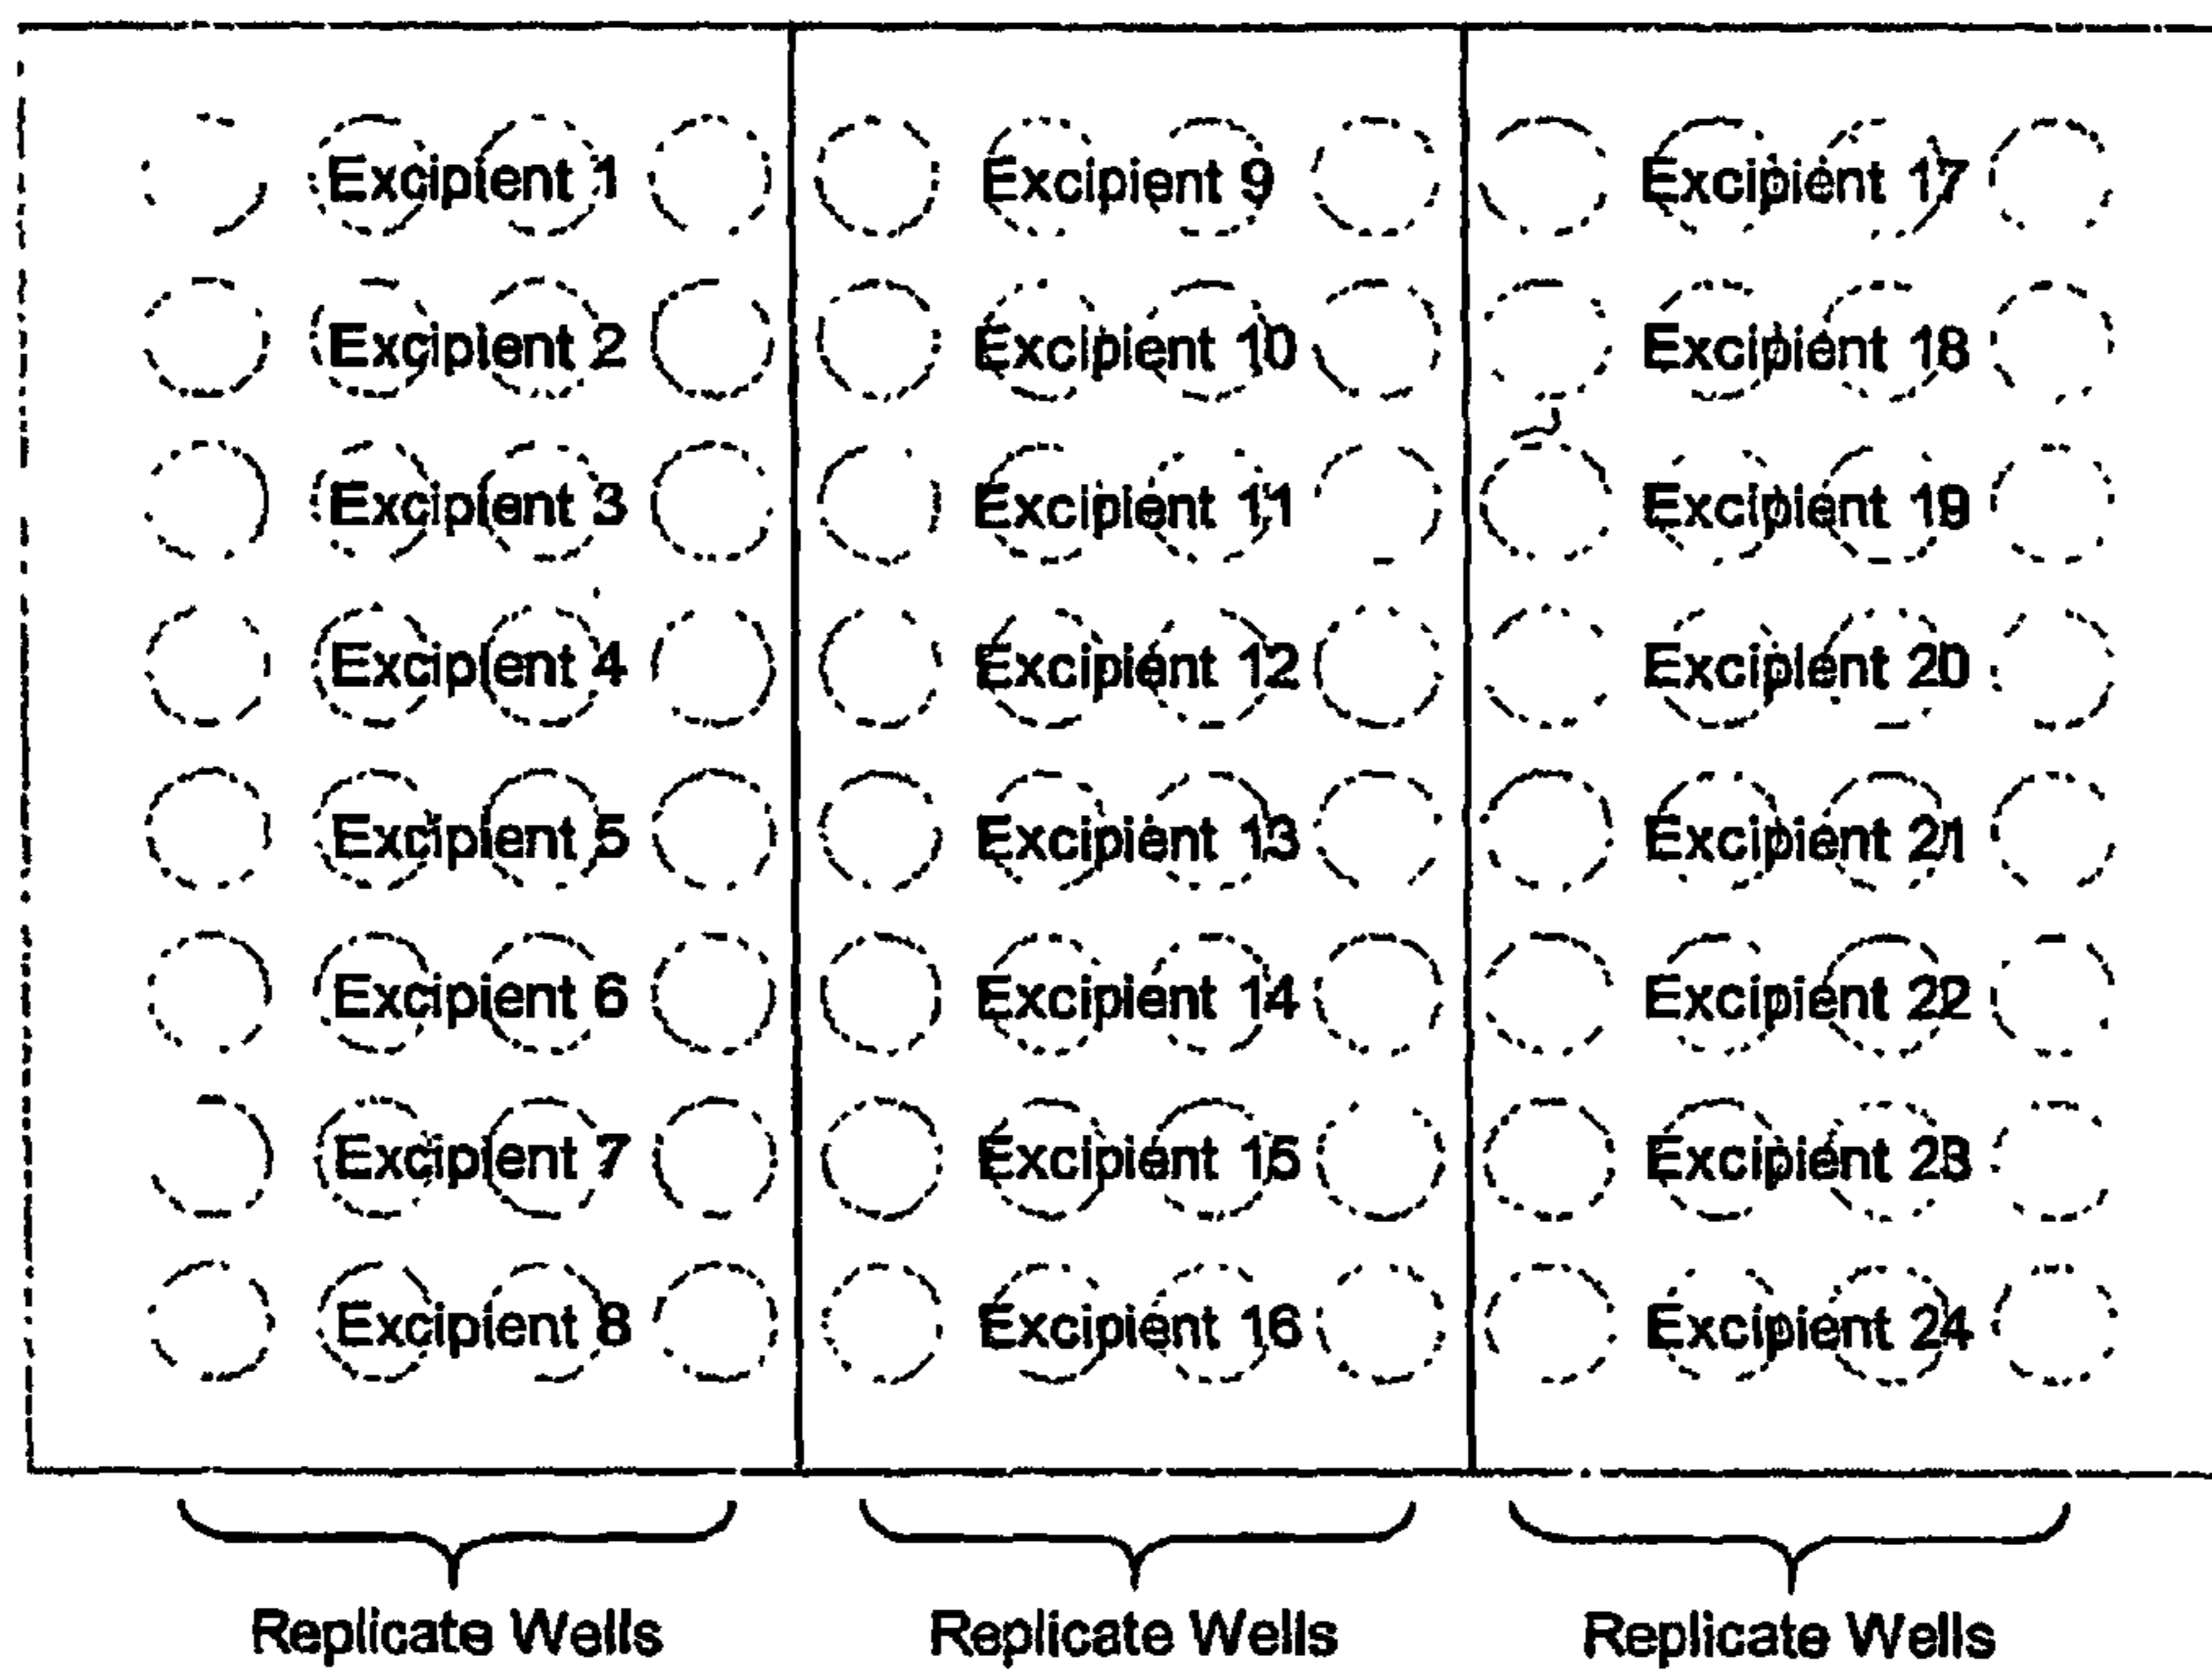 Excipient 1 Excipient 9 Excipient 17
Excipient 2 Excipient 10 Excipient 18
Excipient 3 Excipient 11 Excipient 19
Excipient 4 Excipient 12 Excipient 20
Excipient 5 Excipient 13 Excipient 21
Excipient 6 Excipient 14 Excipient 22
Excipient 7 Excipient 15 Excipient 23
Excipient 8 Excipient 16 Excipient 24
Replicate Wells Replicate Wells Replicate Wells